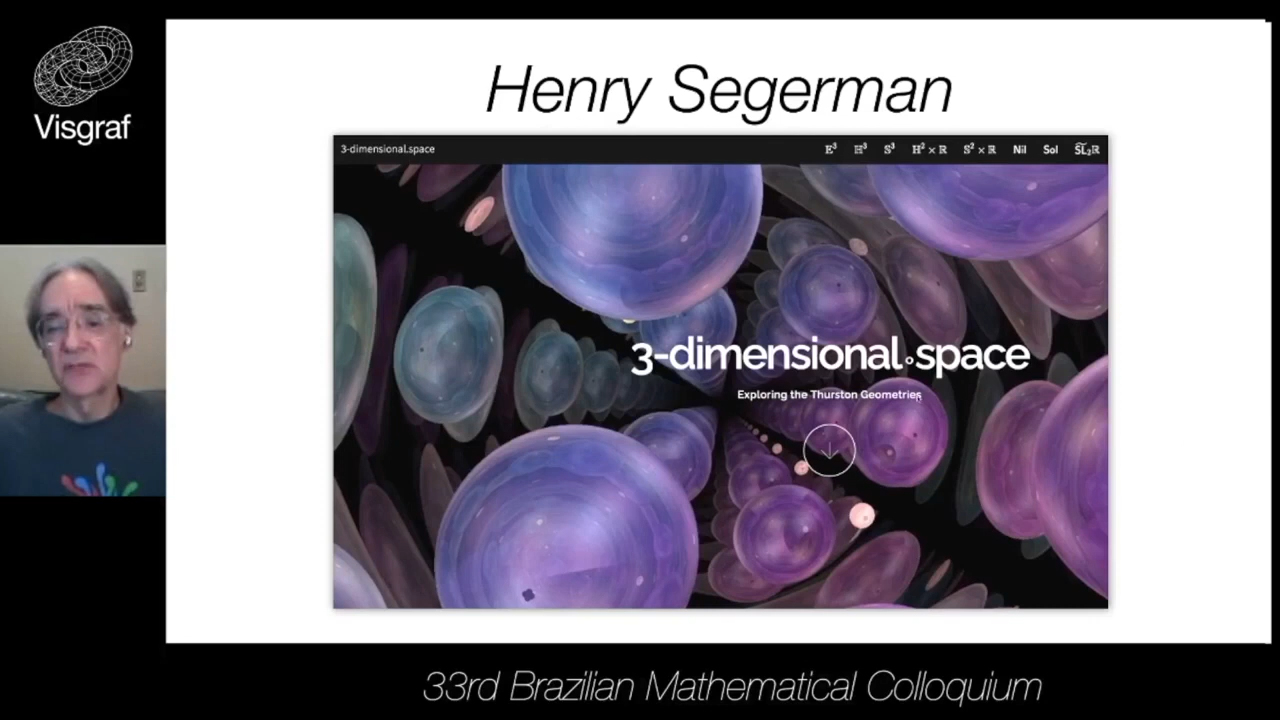 Visgraf
Henry Segerman
3-dimensional.space
E³ H³ S³ H² × R S² × R Nil Sol S͠L₂R
3-dimensional.space
Exploring the Thurston Geometries
33rd Brazilian Mathematical Colloquium